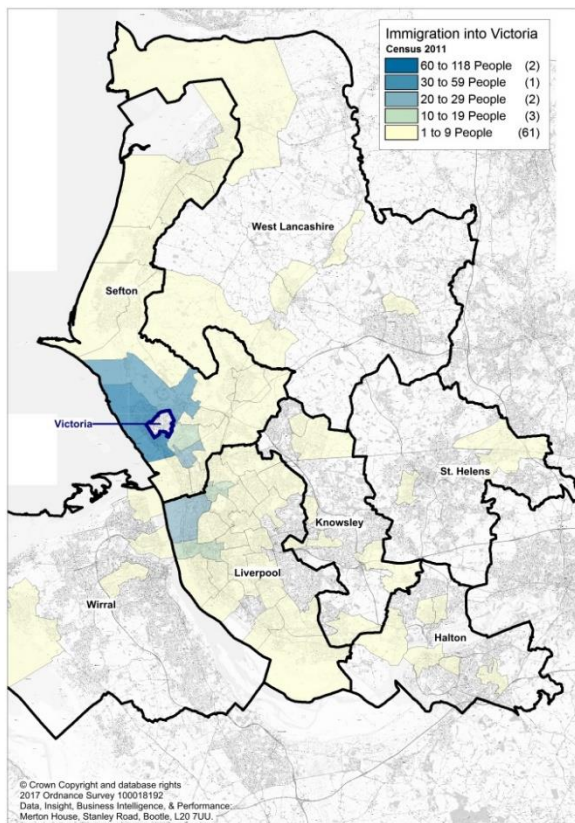 Immigration into Victoria
Census 2011
60 to 118 People (2)
30 to 59 People (1)
20 to 29 People (2)
10 to 19 People (3)
1 to 9 People (61)
West Lancashire
Sefton
Victoria
St. Helens
Knowsley
Liverpool
Wirral
Halton
© Crown Copyright and database rights
2017 Ordnance Survey 100018192
Data, Insight, Business Intelligence, & Performance:
Merton House, Stanley Road, Bootle, L20 7UU.